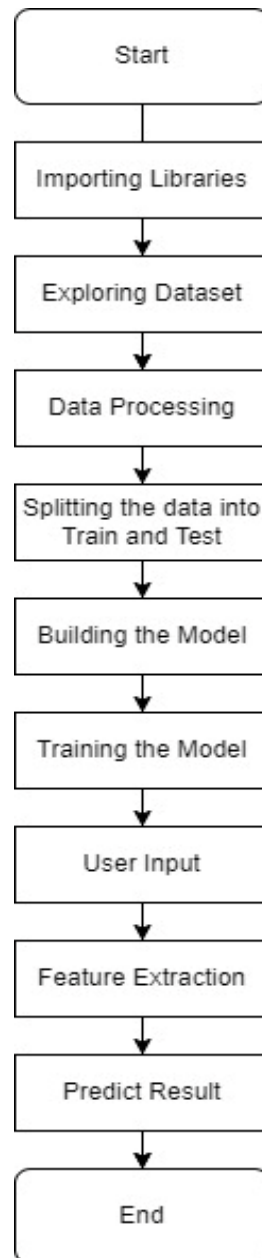 Start
Importing Libraries
Exploring Dataset
Data Processing
Splitting the data into
Train and Test
Building the Model
Training the Model
User Input
Feature Extraction
Predict Result
End